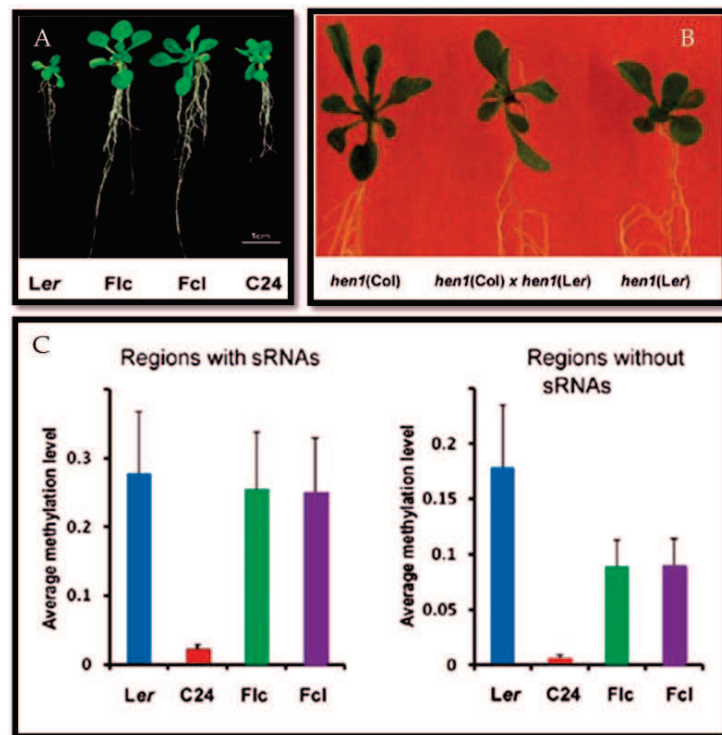 A
1cm
Ler Flc Fcl C24
B
hen1(Col) hen1(Col) x hen1(Ler) hen1(Ler)
C
Regions with sRNAs
Average methylation level
0.3
0.2
0.1
0
Ler C24 Flc Fcl
Regions without
sRNAs
Average methylation level
0.2
0.15
0.1
0.05
0
Ler C24 Flc Fcl